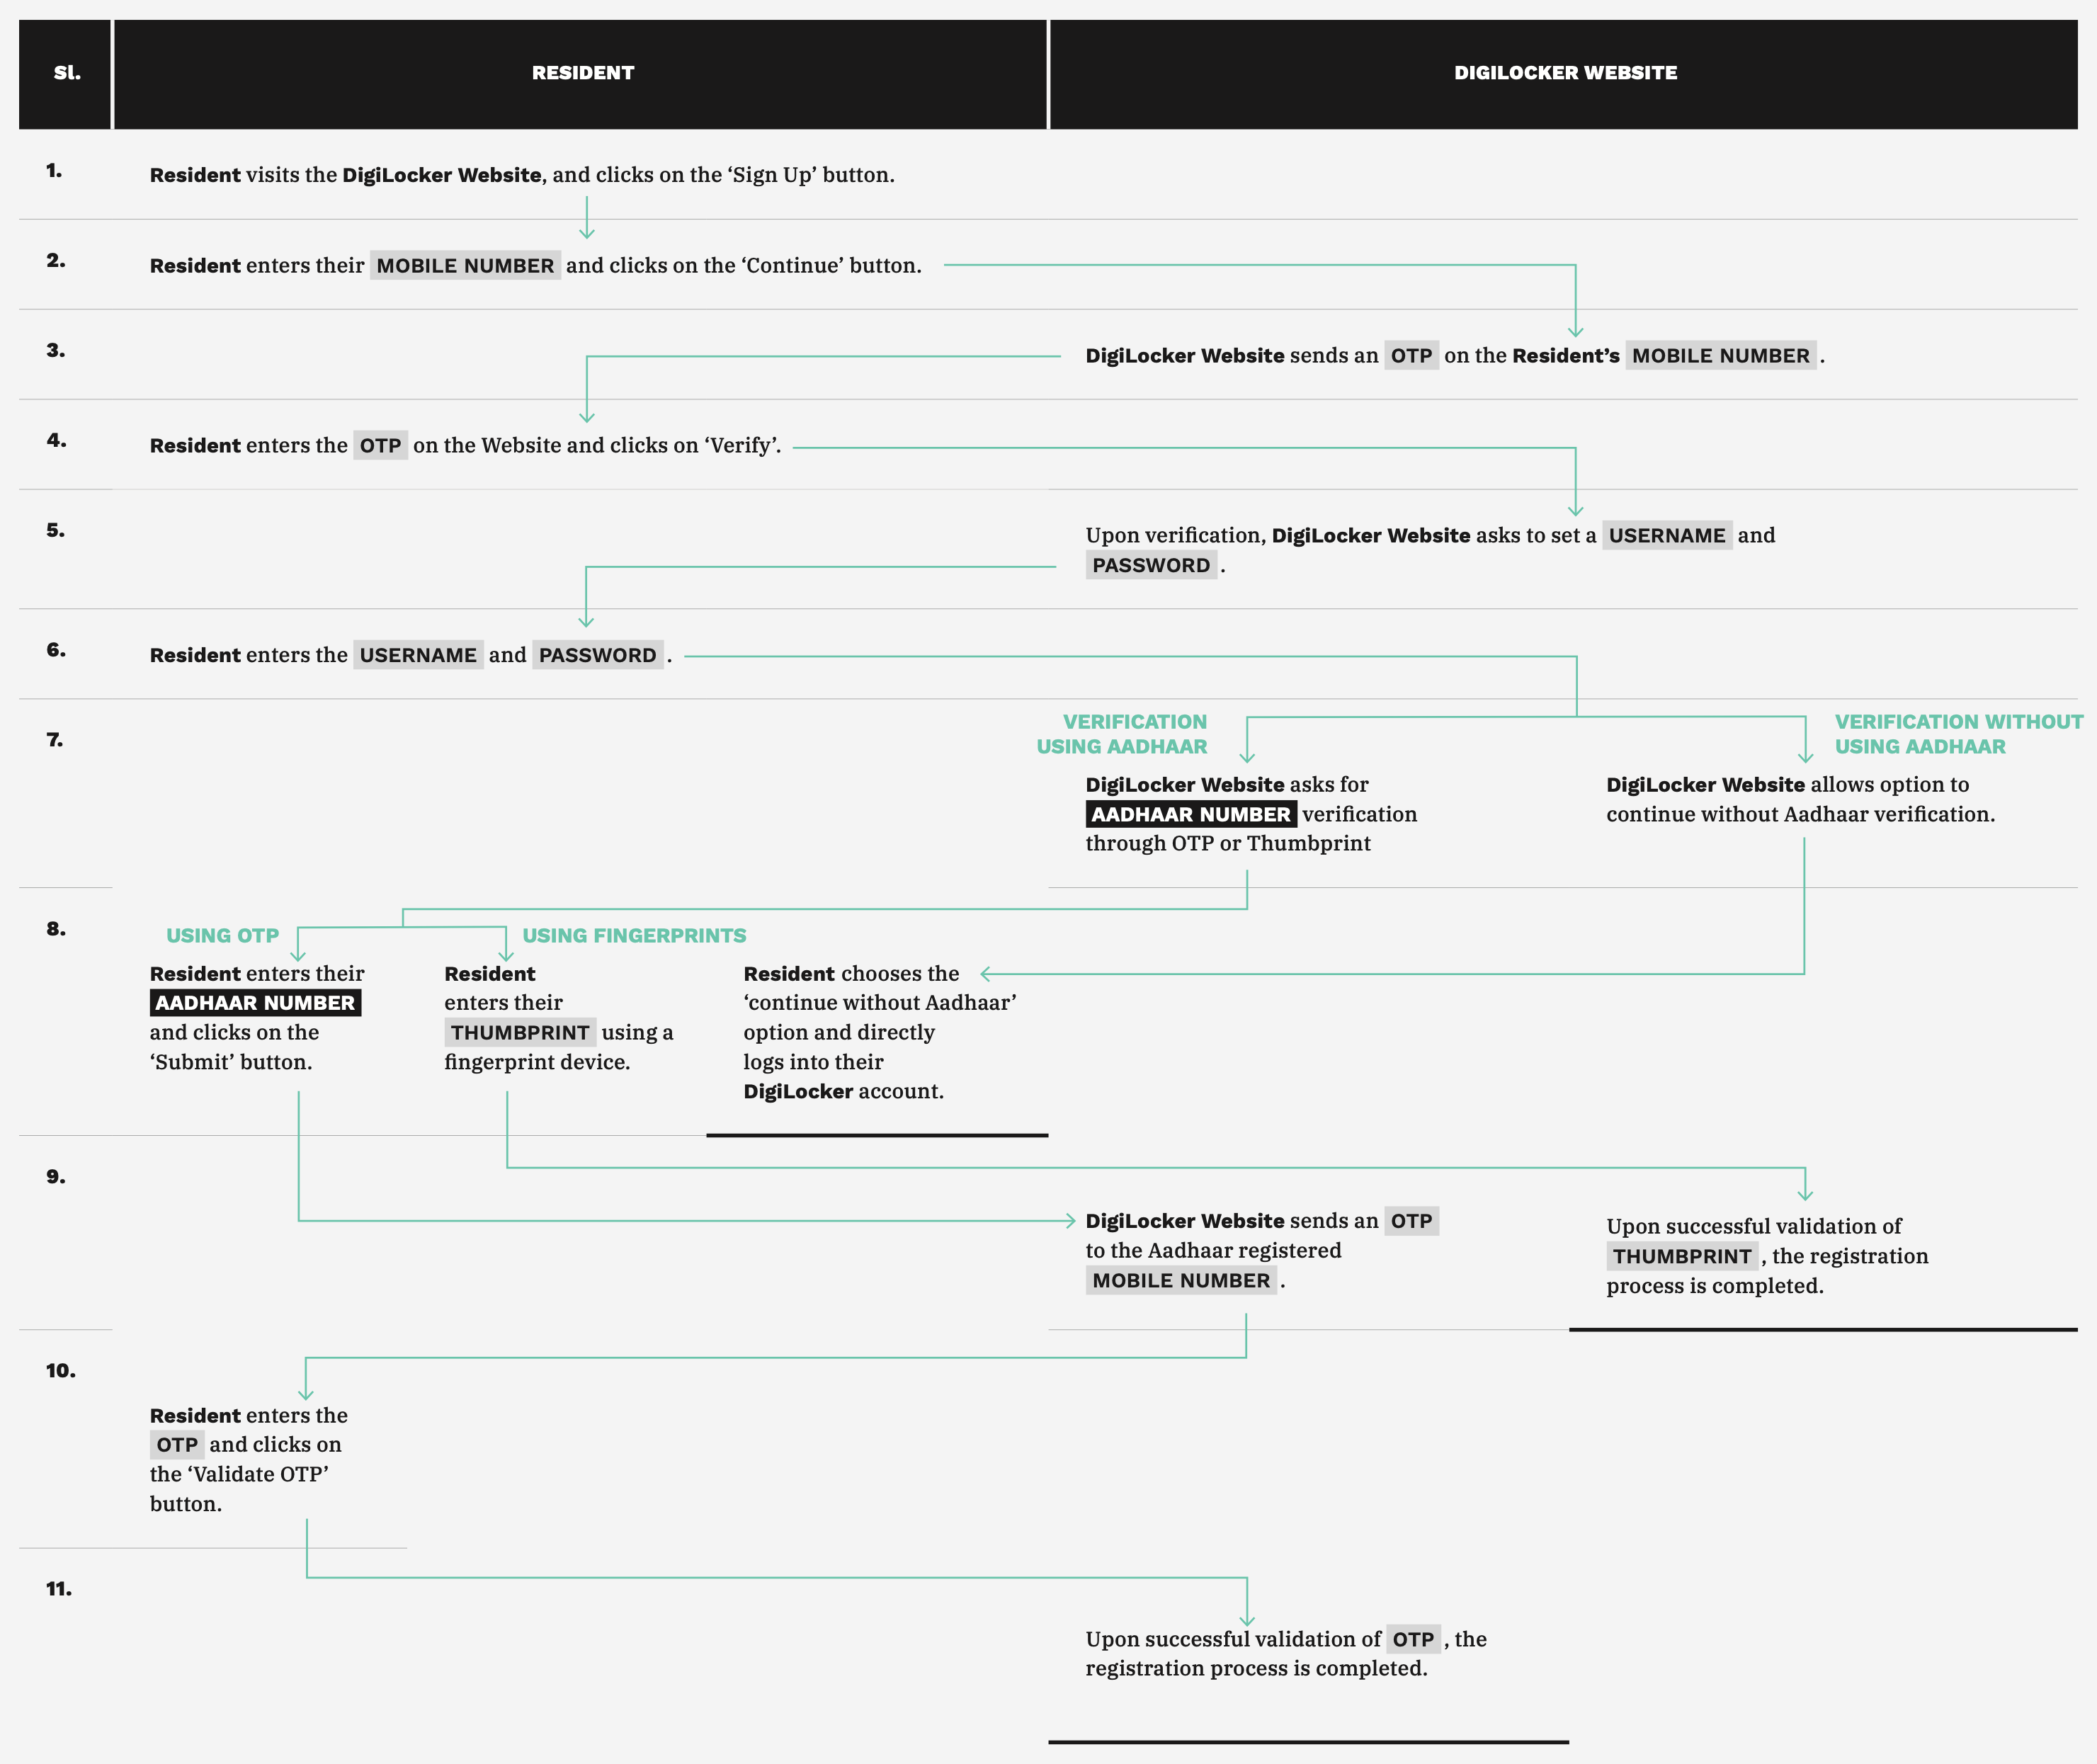 Sl.
RESIDENT
DIGILOCKER WEBSITE
1.
Resident visits the DigiLocker Website, and clicks on the ‘Sign Up’ button.
2.
Resident enters their MOBILE NUMBER and clicks on the ‘Continue’ button.
3.
DigiLocker Website sends an OTP on the Resident’s MOBILE NUMBER .
4.
Resident enters the OTP on the Website and clicks on ‘Verify’.
5.
Upon verification, DigiLocker Website asks to set a USERNAME and
PASSWORD .
6.
Resident enters the USERNAME and PASSWORD .
7.
VERIFICATION
USING AADHAAR
DigiLocker Website asks for
AADHAAR NUMBER verification
through OTP or Thumbprint
VERIFICATION WITHOUT
USING AADHAAR
DigiLocker Website allows option to
continue without Aadhaar verification.
8.
USING OTP
Resident enters their
AADHAAR NUMBER
and clicks on the
‘Submit’ button.
USING FINGERPRINTS
Resident
enters their
THUMBPRINT using a
fingerprint device.
Resident chooses the
‘continue without Aadhaar’
option and directly
logs into their
DigiLocker account.
9.
DigiLocker Website sends an OTP
to the Aadhaar registered
MOBILE NUMBER .
Upon successful validation of
THUMBPRINT , the registration
process is completed.
10.
Resident enters the
OTP and clicks on
the ‘Validate OTP’
button.
11.
Upon successful validation of OTP , the
registration process is completed.